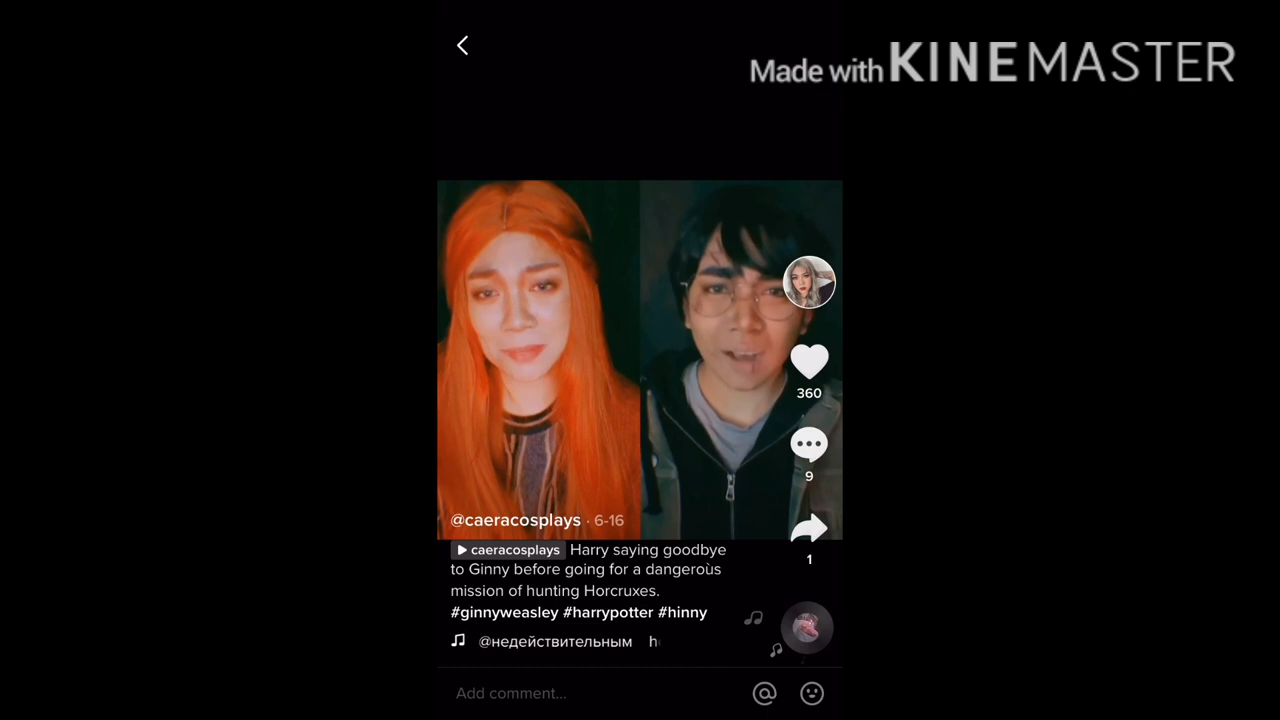 Made with KINEMASTER
360
9
@caeracosplays · 6-16
caeracosplays Harry saying goodbye
to Ginny before going for a dangeroùs
mission of hunting Horcruxes.
1
#ginnyweasley #harrypotter #hinny
@недействительным
Add comment...